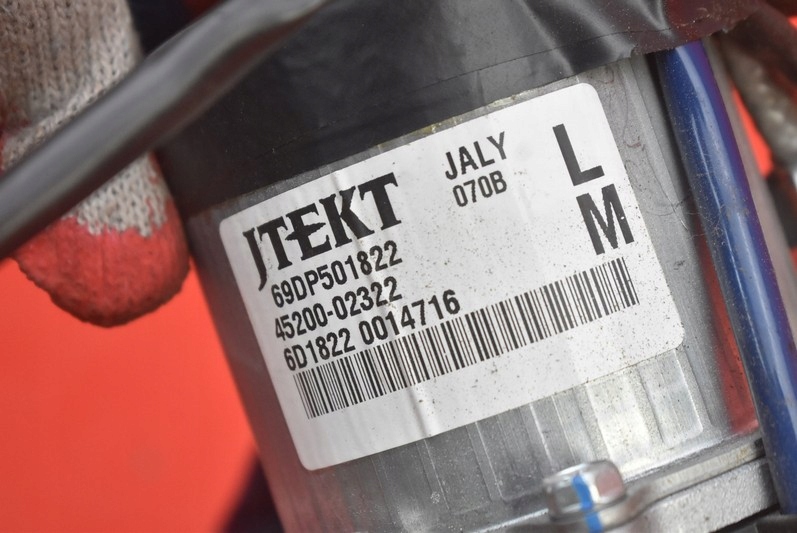 JTEKT
JALY
070B
L
M
69DP501822
45200-02322
6D1822 0014716